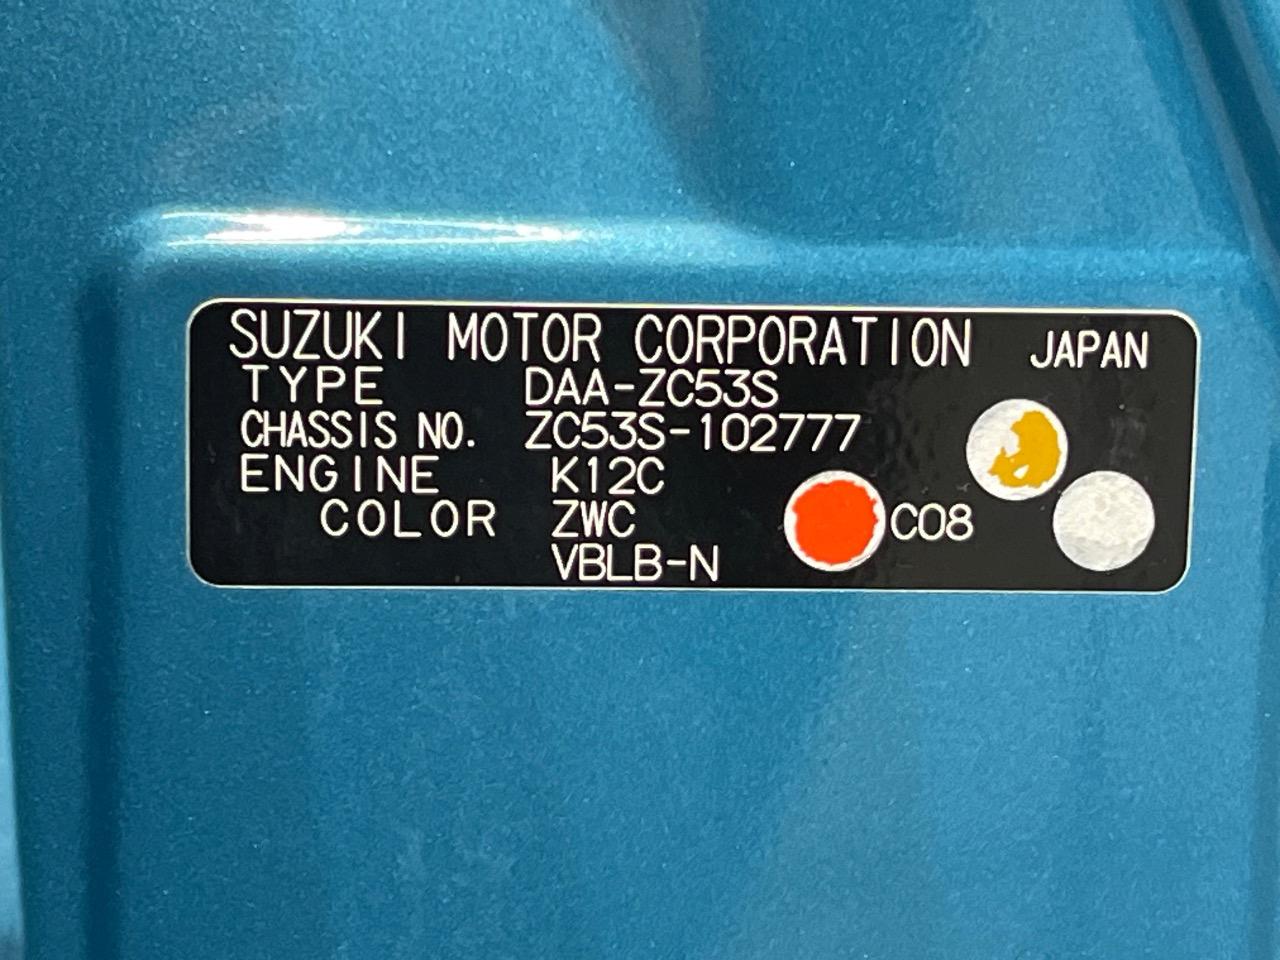 SUZUKI MOTOR CORPORATION JAPAN
TYPE DAA-ZC53S
CHASSIS NO. ZC53S-102777
ENGINE K12C
COLOR ZWC C08
VBLB-N